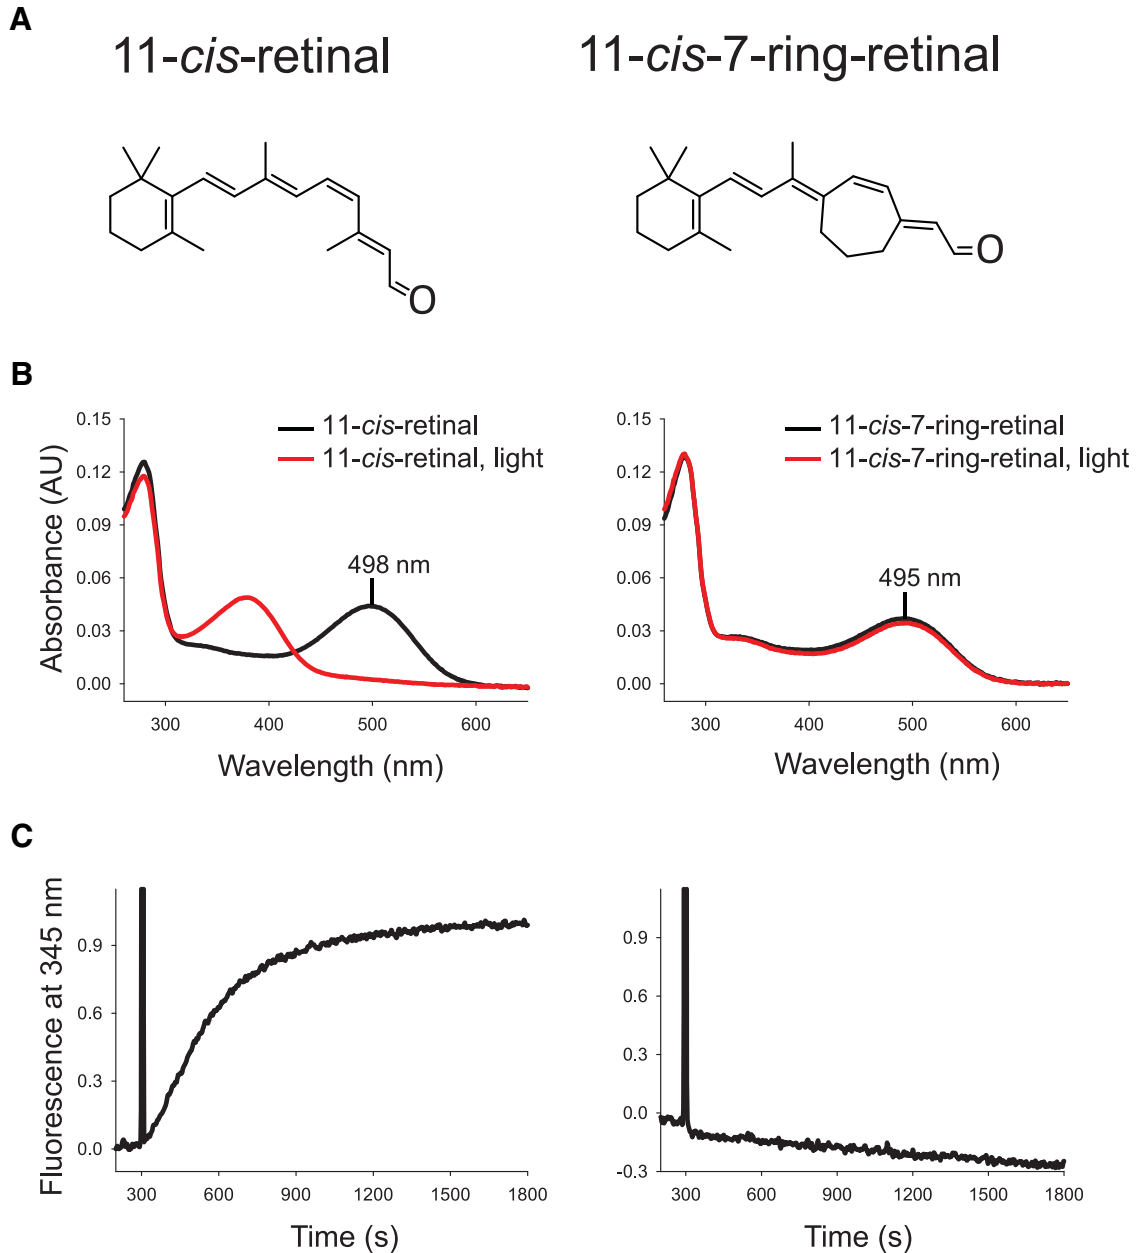 A
11-cis-retinal
11-cis-7-ring-retinal
O
O
B
0.15
0.12
0.09
0.06
0.03
0.00
Absorbance (AU)
11-cis-retinal
11-cis-retinal, light
498 nm
300
400
500
600
Wavelength (nm)
0.15
0.12
0.09
0.06
0.03
0.00
11-cis-7-ring-retinal
11-cis-7-ring-retinal, light
495 nm
300
400
500
600
Wavelength (nm)
C
Fluorescence at 345 nm
0.9
0.6
0.3
0.0
300
600
900
1200
1500
1800
Time (s)
0.9
0.6
0.3
0.0
-0.3
300
600
900
1200
1500
1800
Time (s)